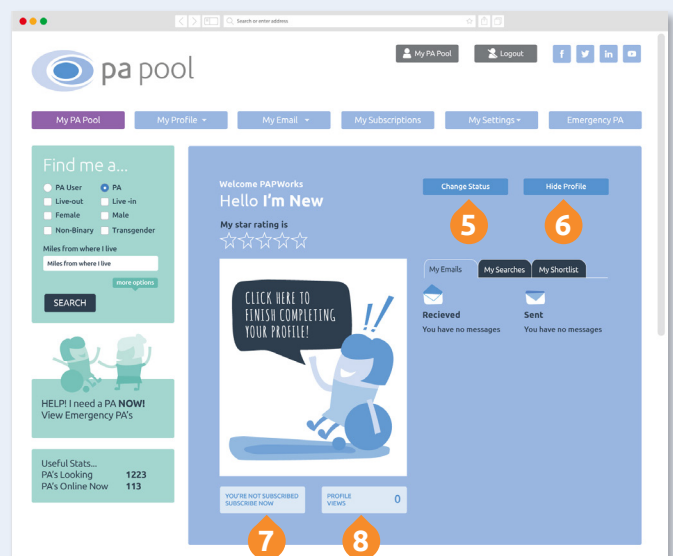 Search or enter address
pa pool
My PA Pool
Logout
My PA Pool
My Profile
My Email
My Subscriptions
My Settings
Emergency PA
Find me a...
PA User
PA
Live-out
Live -in
Female
Male
Non-Binary
Transgender
Miles from where I live
Miles from where I live
more options
SEARCH
HELP! I need a PA NOW!
View Emergency PA's
Useful Stats...
PA's Looking 1223
PA's Online Now 113
Welcome PAPWorks
Hello I'm New
My star rating is
CLICK HERE TO
FINISH COMPLETING
YOUR PROFILE!
YOU'RE NOT SUBSCRIBED
SUBSCRIBE NOW
7
PROFILE
VIEWS
0
8
Change Status
5
Hide Profile
6
My Emails
My Searches
My Shortlist
Recieved
You have no messages
Sent
You have no messages